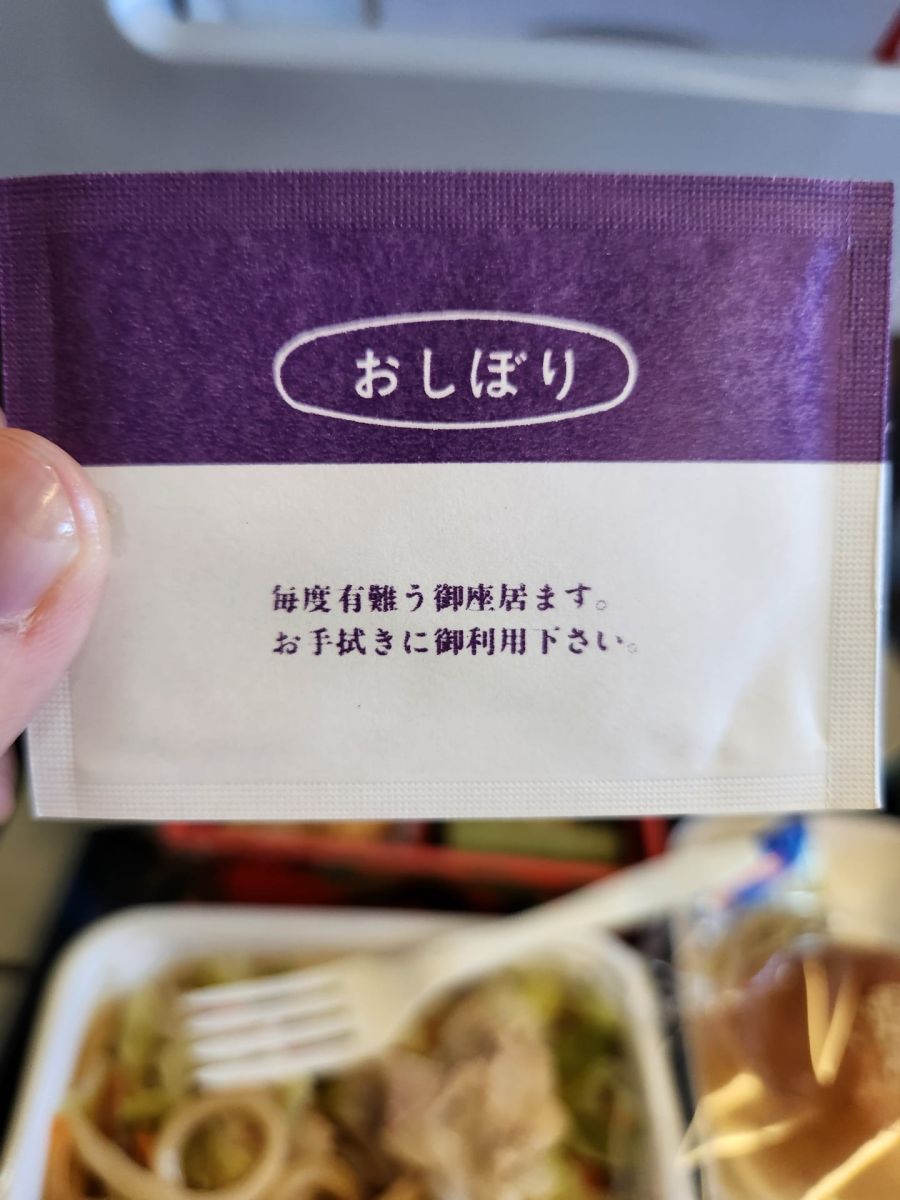 おしぼり
毎度有難う御座居ます。
お手拭きに御利用下さい。